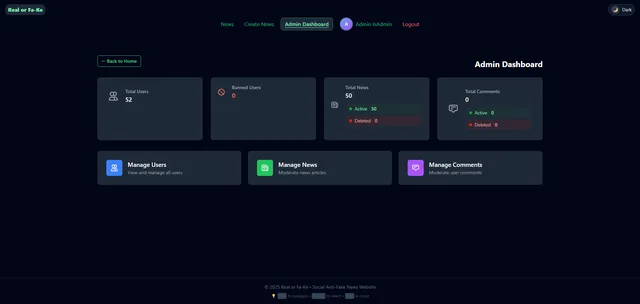 Real or Fa-Ke
Dark
News Create News Admin Dashboard A Admin IsAdmin Logout
← Back to Home
Admin Dashboard
Total Users
52
Banned Users
0
Total News
50
Active 50
Deleted 0
Total Comments
0
Active 0
Deleted 0
Manage Users
View and manage all users
Manage News
Moderate news articles
Manage Comments
Moderate user comments
© 2025 Real or Fa-Ke • Social Anti-Fake News Website